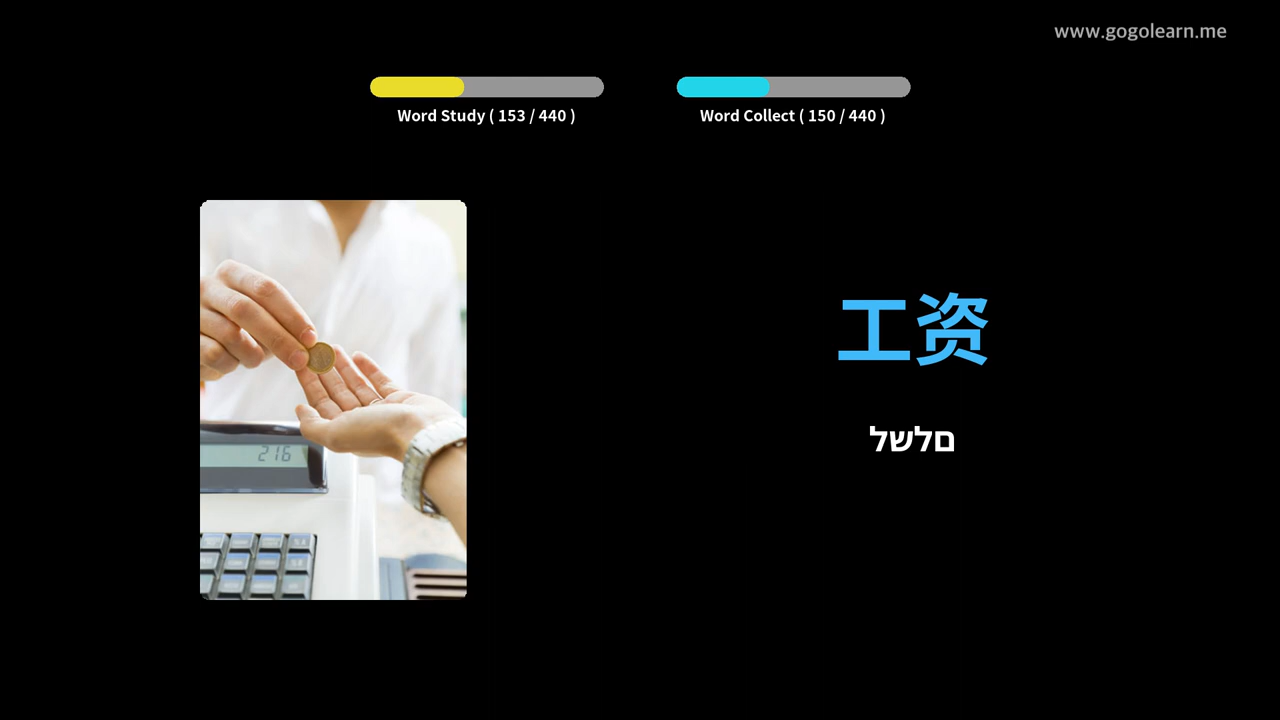 www.gogolearn.me
Word Study ( 153 / 440 )
Word Collect ( 150 / 440 )
工资
םלשל
216